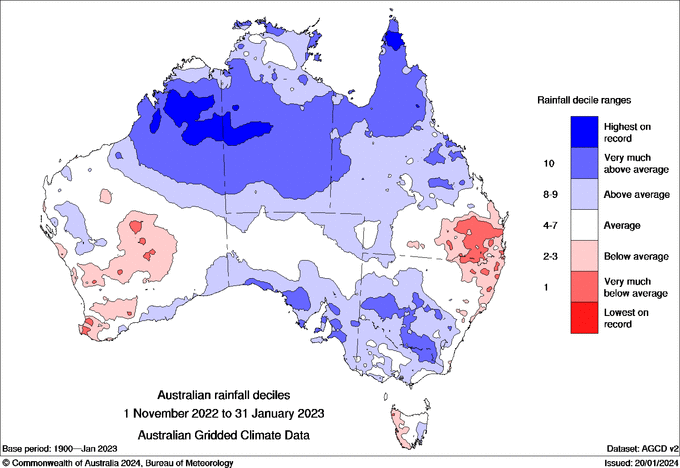 Rainfall decile ranges
Highest on
record
10
Very much
above average
8-9
Above average
4-7
Average
2-3
Below average
1
Very much
below average
Lowest on
record
Australian rainfall deciles
1 November 2022 to 31 January 2023
Australian Gridded Climate Data
Base period: 1900—Jan 2023
Dataset: AGCD v2
© Commonwealth of Australia 2024, Bureau of Meteorology
Issued: 20/01/2024